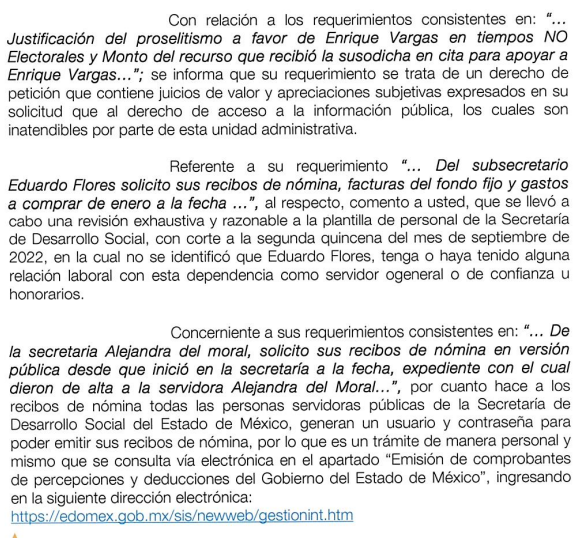 Con relación a los requerimientos consistentes en: “...
Justificación del proselitismo a favor de Enrique Vargas en tiempos NO
Electorales y Monto del recurso que recibió la susodicha en cita para apoyar a
Enrique Vargas...”; se informa que su requerimiento se trata de un derecho de
petición que contiene juicios de valor y apreciaciones subjetivas expresados en su
solicitud que al derecho de acceso a la información pública, los cuales son
inatendibles por parte de esta unidad administrativa.
Referente a su requerimiento “... Del subsecretario
Eduardo Flores solicito sus recibos de nómina, facturas del fondo fijo y gastos
a comprar de enero a la fecha ...”, al respecto, comento a usted, que se llevó a
cabo una revisión exhaustiva y razonable a la plantilla de personal de la Secretaría
de Desarrollo Social, con corte a la segunda quincena del mes de septiembre de
2022, en la cual no se identificó que Eduardo Flores, tenga o haya tenido alguna
relación laboral con esta dependencia como servidor ogeneral o de confianza u
honorarios.
Concerniente a sus requerimientos consistentes en: “... De
la secretaria Alejandra del moral, solicito sus recibos de nómina en versión
pública desde que inició en la secretaría a la fecha, expediente con el cual
dieron de alta a la servidora Alejandra del Moral...”, por cuanto hace a los
recibos de nómina todas las personas servidoras públicas de la Secretaría de
Desarrollo Social del Estado de México, generan un usuario y contraseña para
poder emitir sus recibos de nómina, por lo que es un trámite de manera personal y
mismo que se consulta vía electrónica en el apartado “Emisión de comprobantes
de percepciones y deducciones del Gobierno del Estado de México”, ingresando
en la siguiente dirección electrónica:
https://edomex.gob.mx/sis/newweb/gestionint.htm